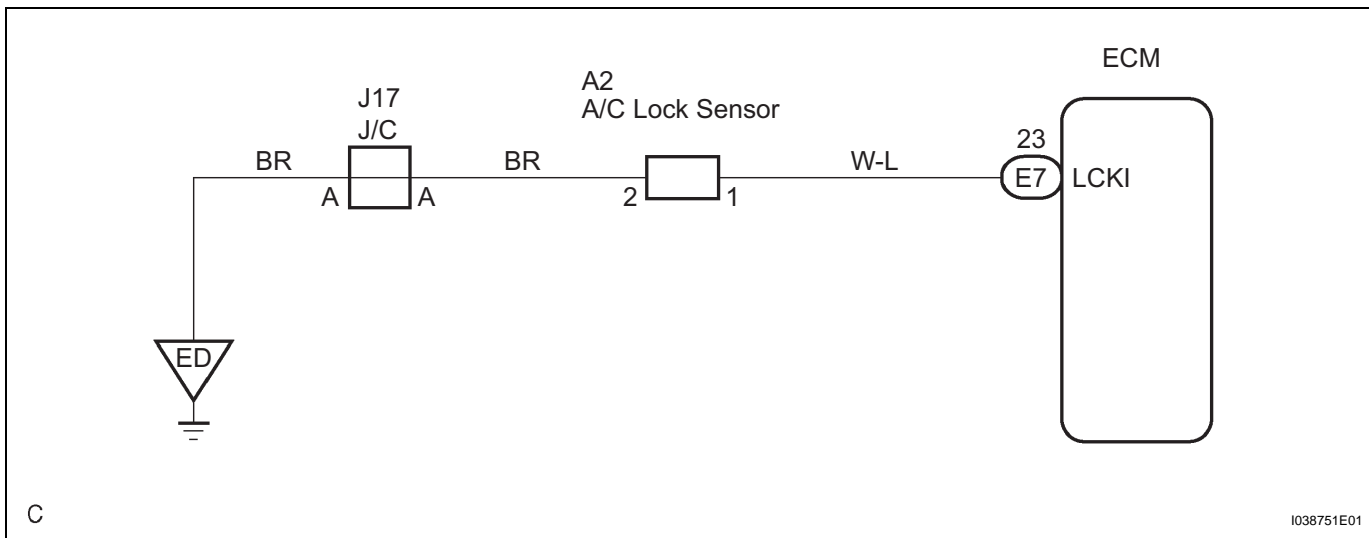 ECM
A2
A/C Lock Sensor
J17
J/C
BR
BR
W-L
23
E7
LCKI
A
A
2
1
ED
C
I038751E01